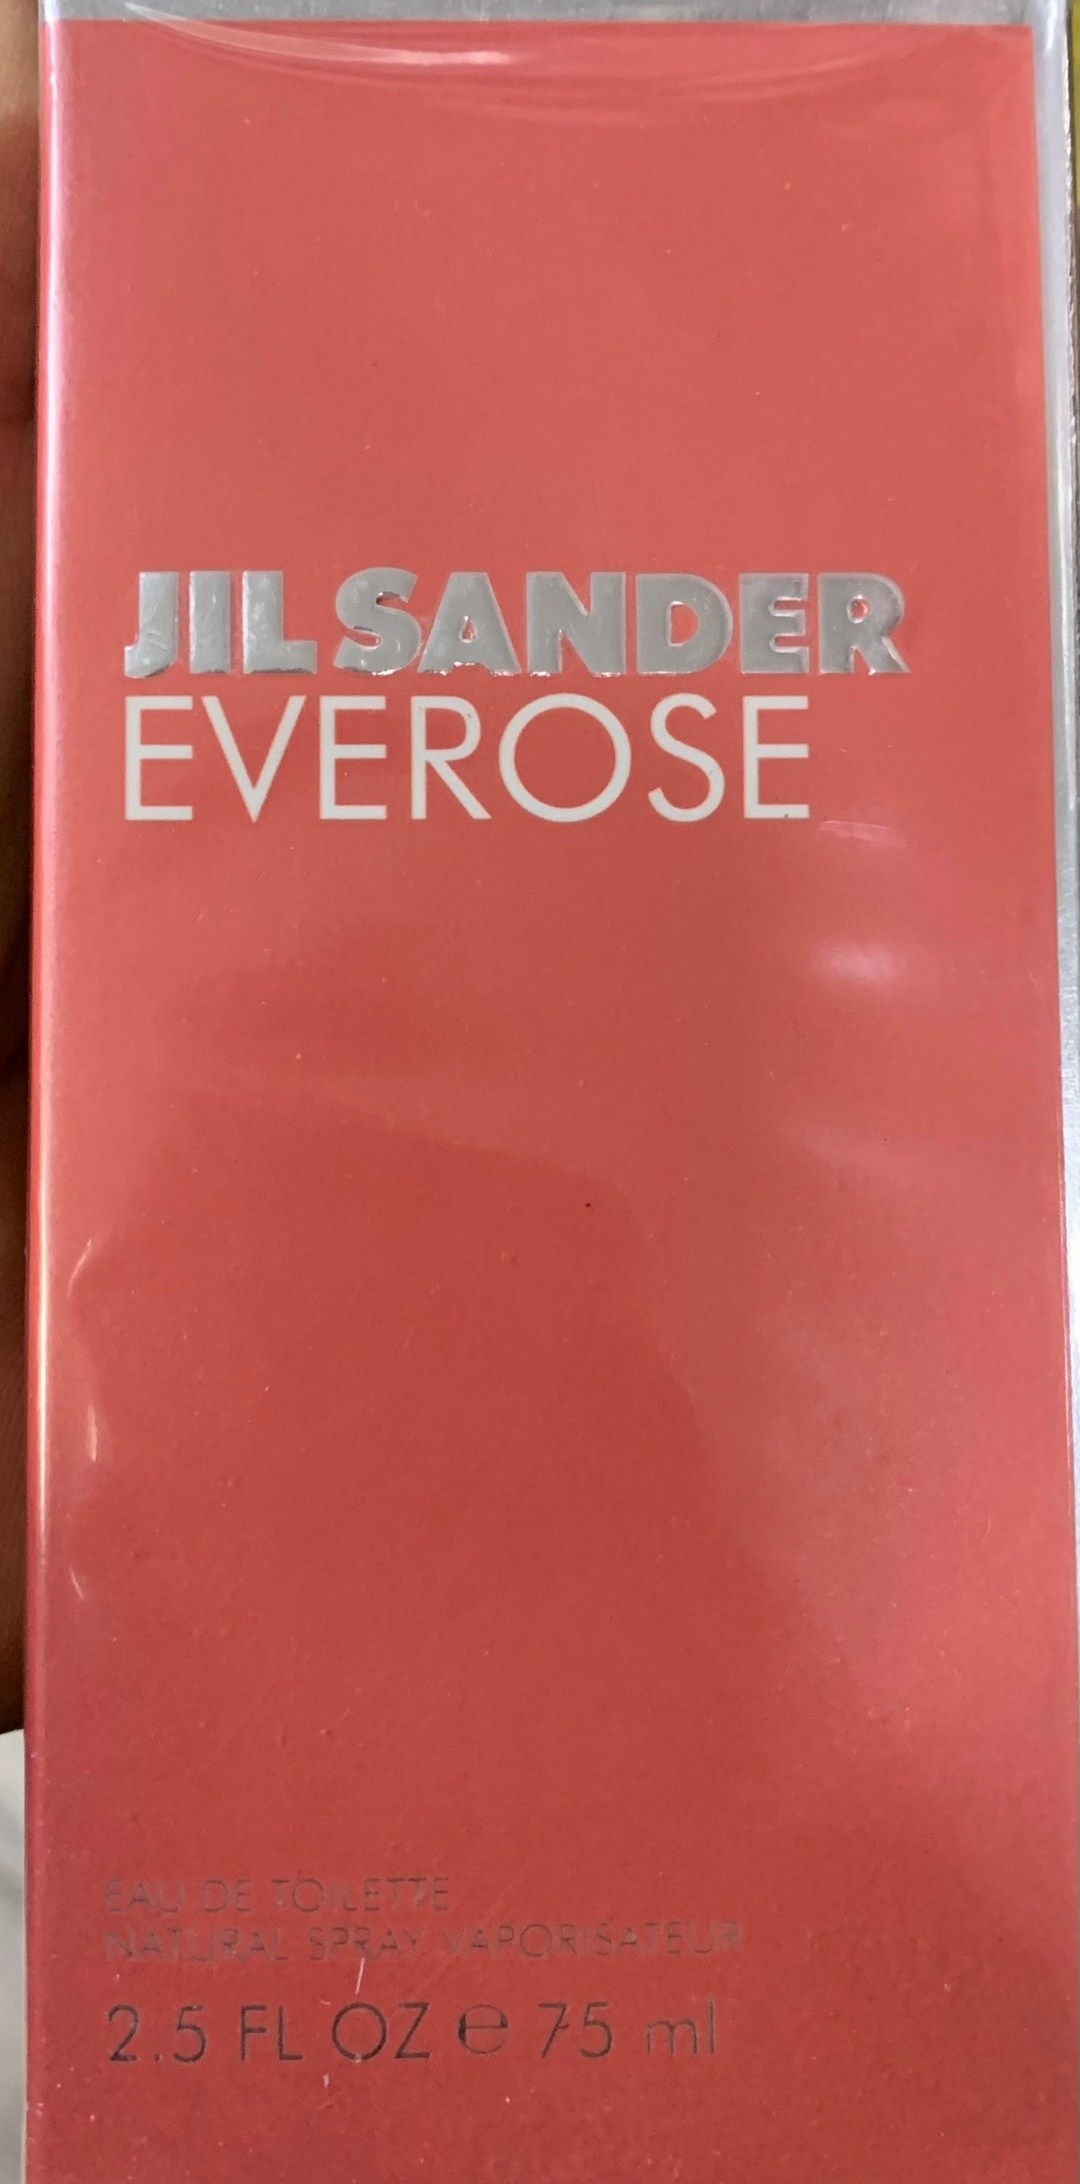 JIL SANDER
EVEROSE
EAU DE TOILETTE
NATURAL SPRAY VAPORISATEUR
2.5 FL OZ ℮ 75 ml